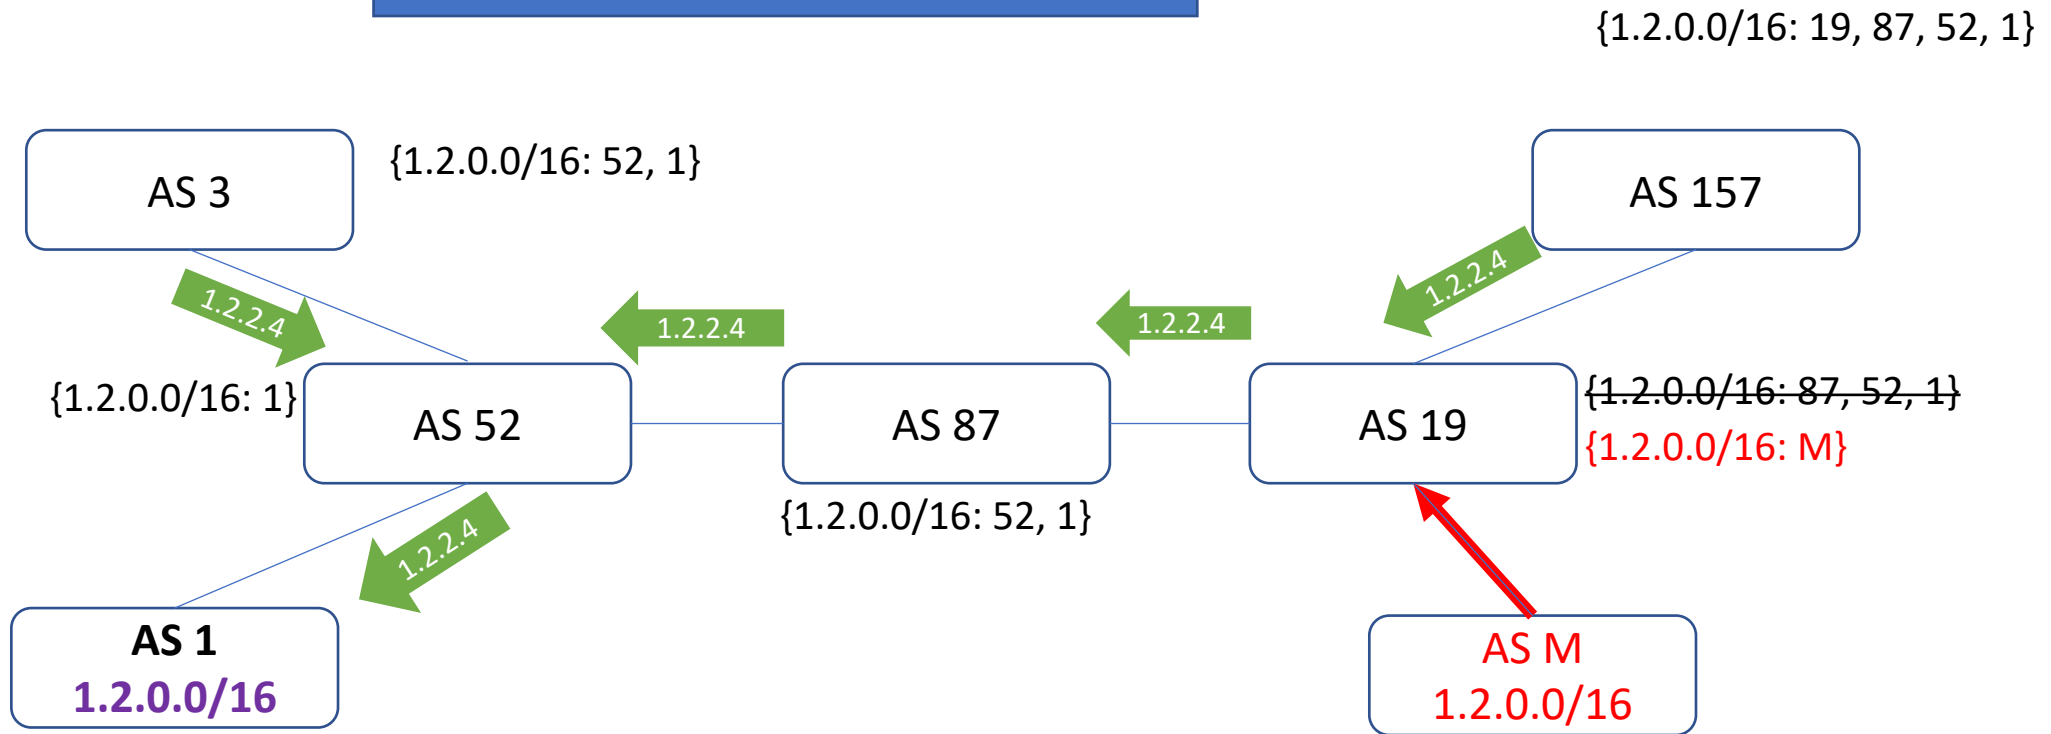 {1.2.0.0/16: 19, 87, 52, 1}
AS 3
{1.2.0.0/16: 52, 1}
AS 157
1.2.2.4
1.2.2.4
1.2.2.4
1.2.2.4
{1.2.0.0/16: 1}
AS 52
AS 87
AS 19
{1.2.0.0/16: 87, 52, 1}
{1.2.0.0/16: M}
{1.2.0.0/16: 52, 1}
1.2.2.4
AS 1
1.2.0.0/16
AS M
1.2.0.0/16